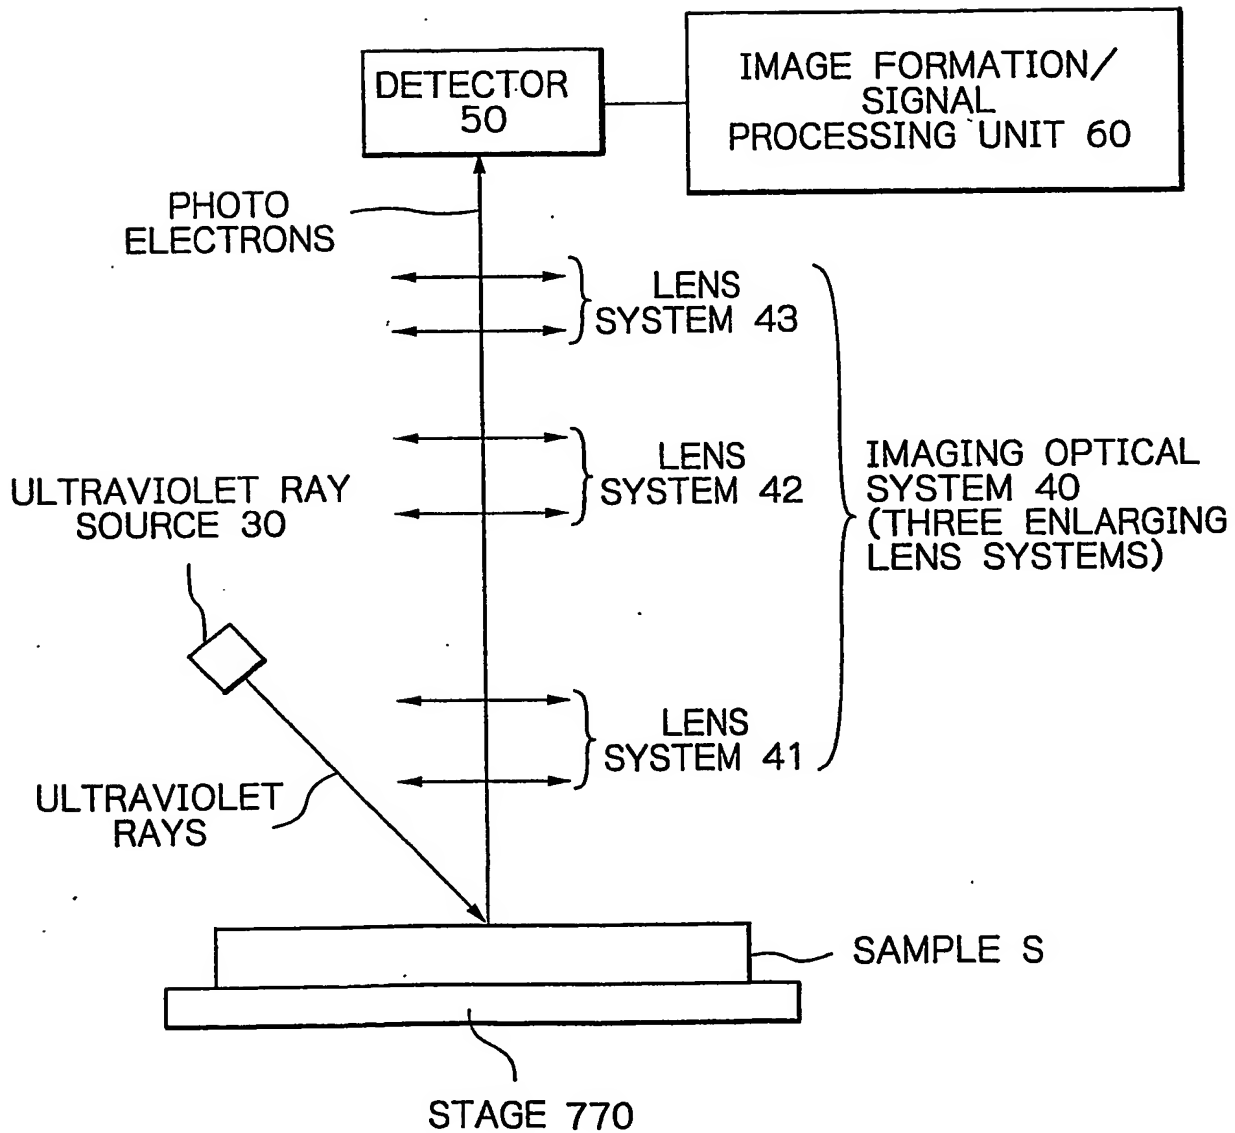 DETECTOR
50
IMAGE FORMATION/
SIGNAL
PROCESSING UNIT 60
PHOTO
ELECTRONS
LENS
SYSTEM 43
LENS
SYSTEM 42
IMAGING OPTICAL
SYSTEM 40
(THREE ENLARGING
LENS SYSTEMS)
ULTRAVIOLET RAY
SOURCE 30
LENS
SYSTEM 41
ULTRAVIOLET
RAYS
SAMPLE S
STAGE 770